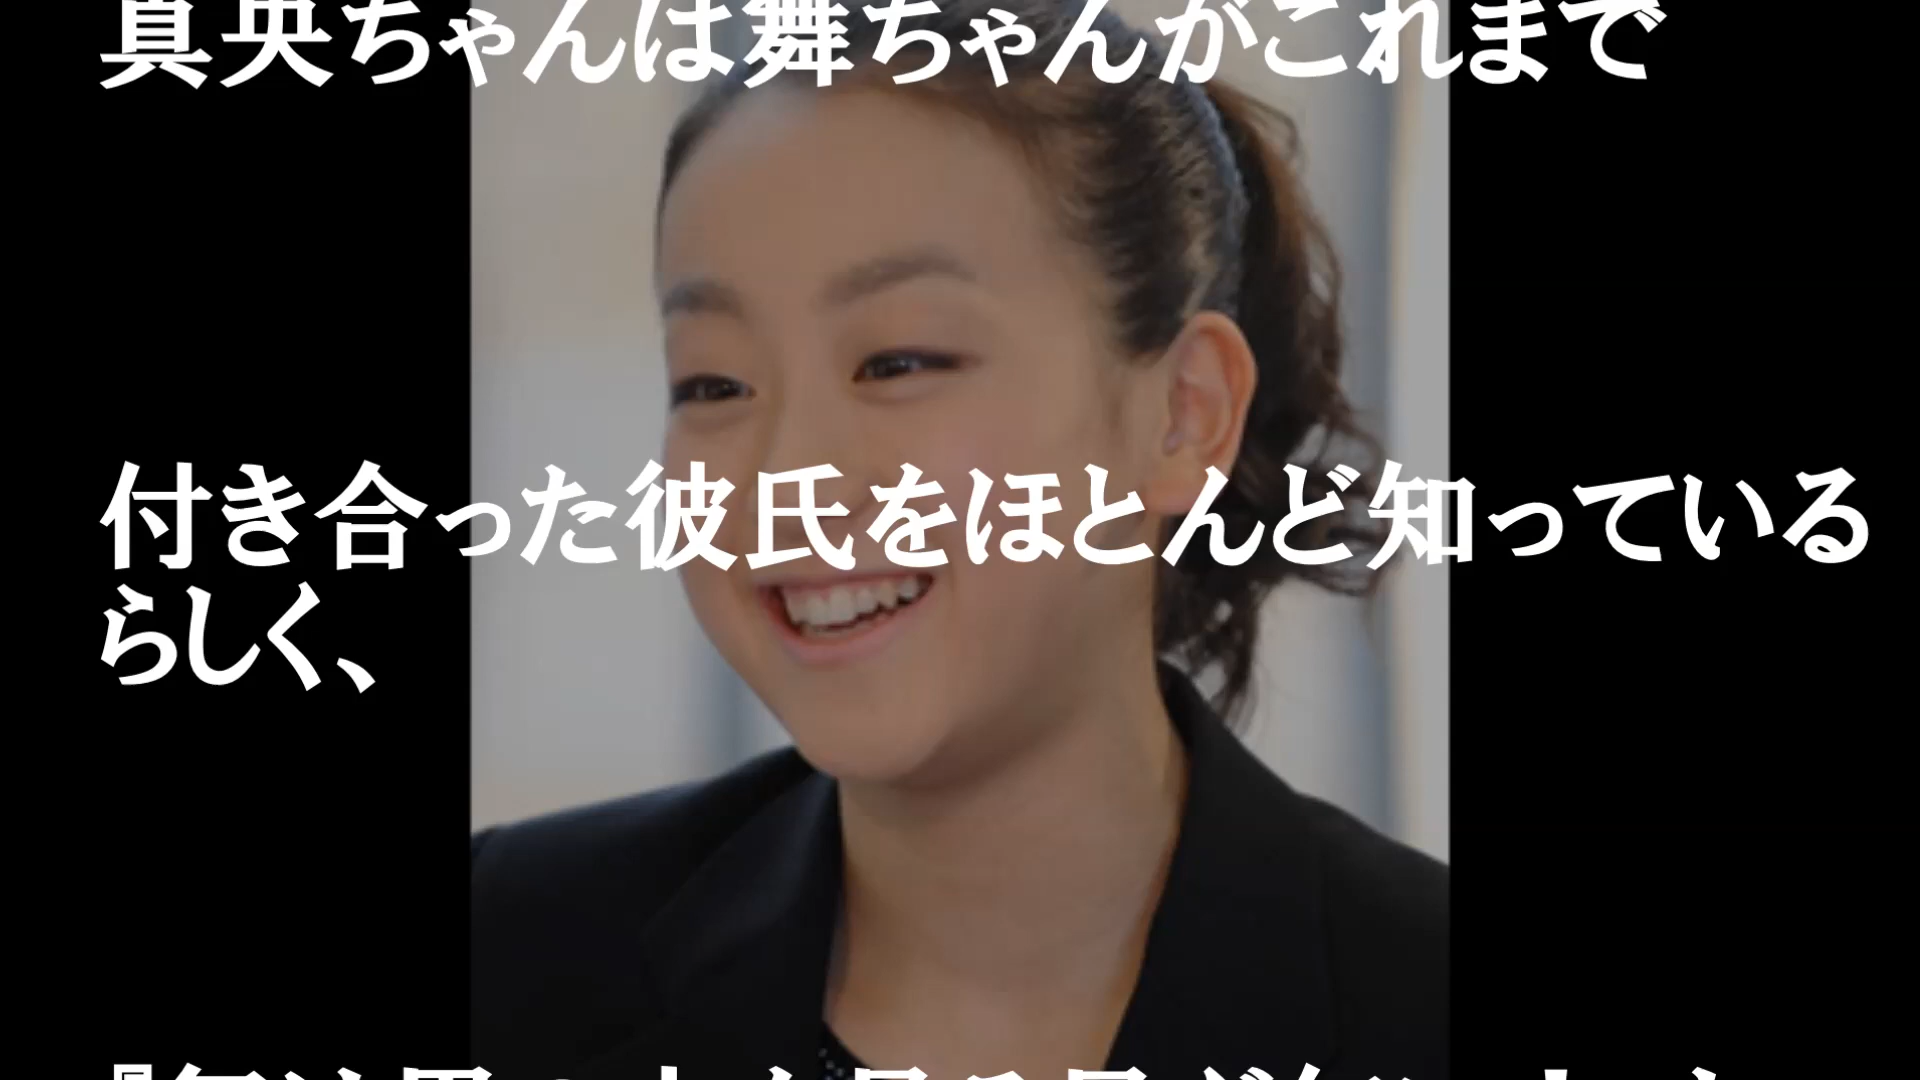 真央ちゃんは舞ちゃんがこれまで
付き合った彼氏をほとんど知っている
らしく、